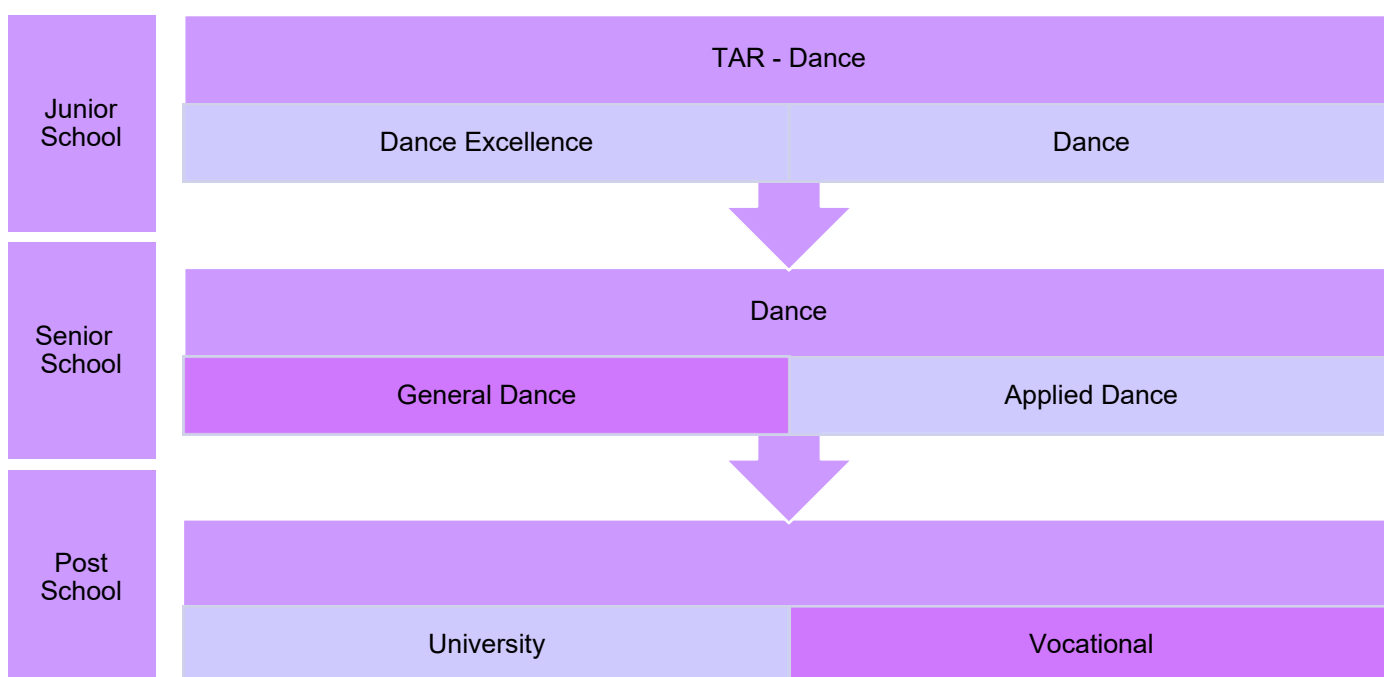 Junior
School
TAR - Dance
Dance Excellence
Dance
Senior
School
Dance
General Dance
Applied Dance
Post
School
University
Vocational